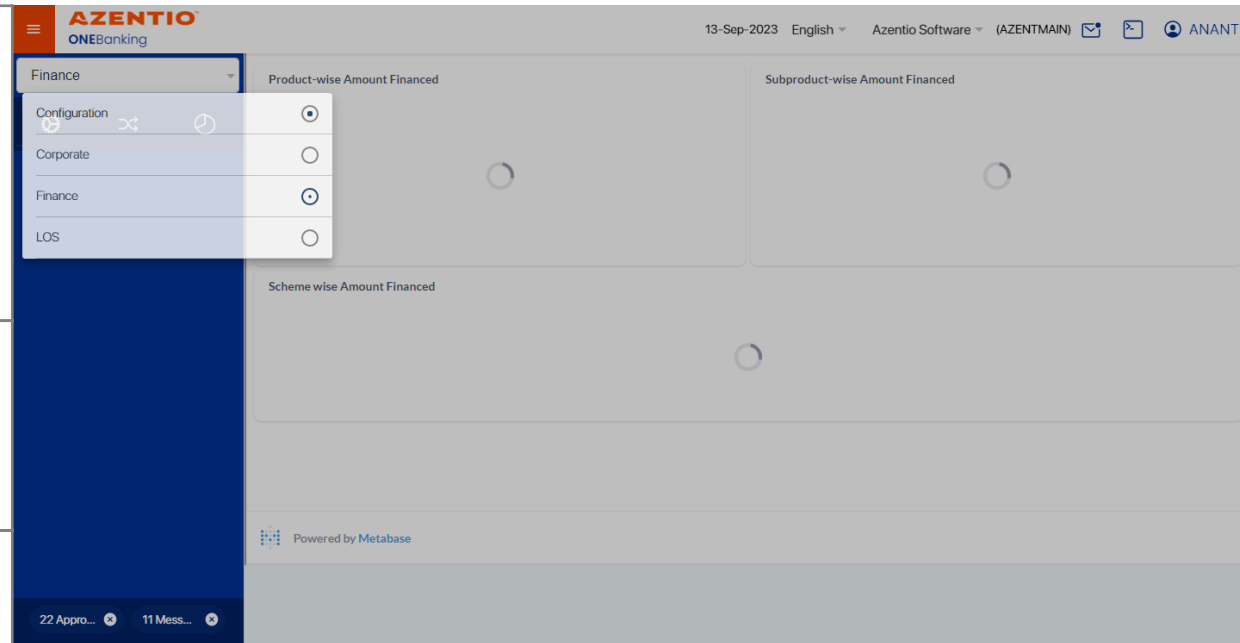 AZENTIO
ONEBanking
13-Sep-2023 English Azentio Software (AZENTMAIN) ANANT
Finance
Configuration
Corporate
Finance
LOS
Product-wise Amount Financed
Subproduct-wise Amount Financed
Scheme wise Amount Financed
Powered by Metabase
22 Appro... 11 Mess...